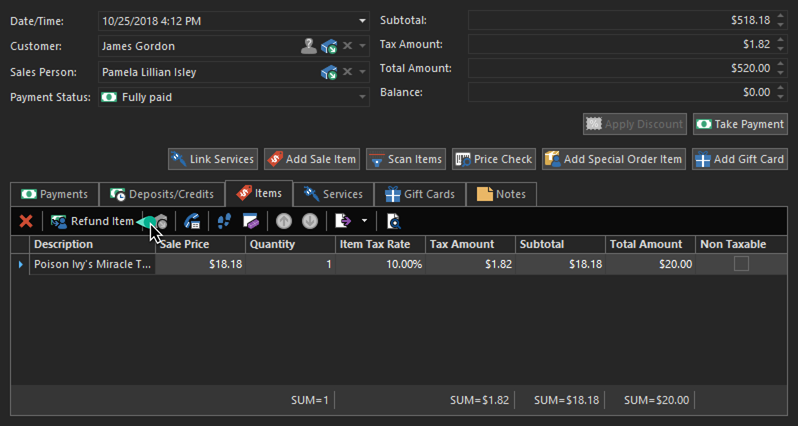 Date/Time: 10/25/2018 4:12 PM Subtotal: $518.18
Customer: James Gordon Tax Amount: $1.82
Sales Person: Pamela Lillian Isley Total Amount: $520.00
Payment Status: Fully paid Balance: $0.00
Apply Discount Take Payment
Link Services Add Sale Item Scan Items Price Check Add Special Order Item Add Gift Card
Payments Deposits/Credits Items Services Gift Cards Notes
Refund Item
Description Sale Price Quantity Item Tax Rate Tax Amount Subtotal Total Amount Non Taxable
Poison Ivy's Miracle T... $18.18 1 10.00% $1.82 $18.18 $20.00
SUM=1 SUM=$1.82 SUM=$18.18 SUM=$20.00